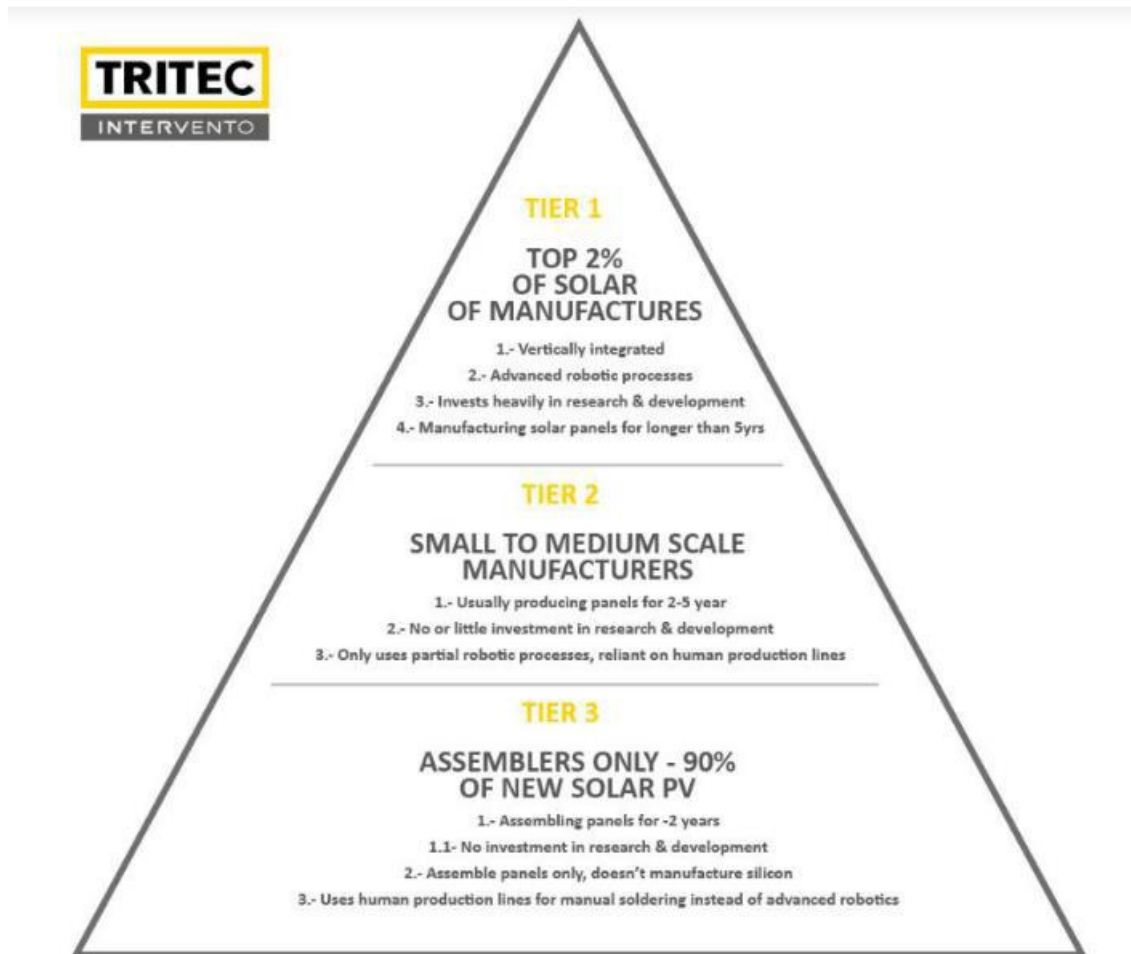 TRITEC
INTERVENTO
TIER 1
TOP 2%
OF SOLAR
OF MANUFACTURES
1.- Vertically integrated
2.- Advanced robotic processes
3.- Invests heavily in research & development
4.- Manufacturing solar panels for longer than 5yrs
TIER 2
SMALL TO MEDIUM SCALE
MANUFACTURERS
1.- Usually producing panels for 2-5 year
2.- No or little investment in research & development
3.- Only uses partial robotic processes, reliant on human production lines
TIER 3
ASSEMBLERS ONLY - 90%
OF NEW SOLAR PV
1.- Assembling panels for -2 years
1.1- No investment in research & development
2.- Assemble panels only, doesn't manufacture silicon
3.- Uses human production lines for manual soldering instead of advanced robotics